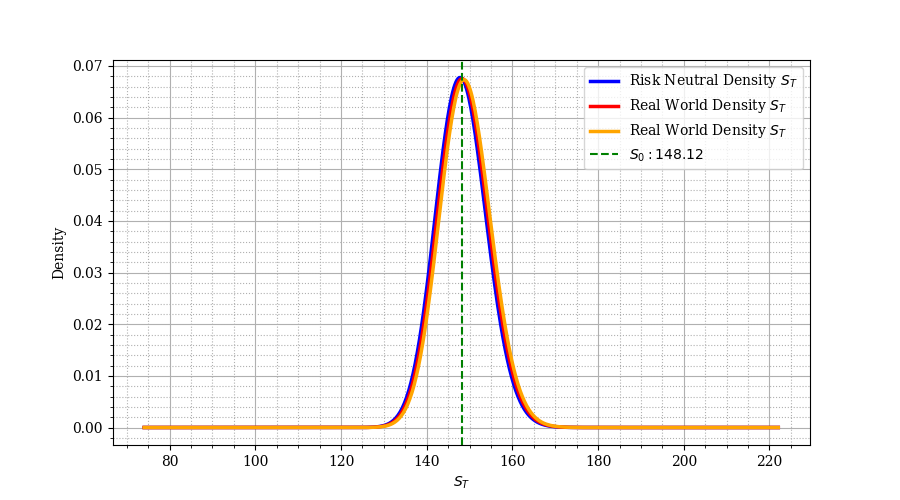 0.07
0.06
0.05
0.04
0.03
0.02
0.01
0.00
Density
Risk Neutral Density S_T
Real World Density S_T
Real World Density S_T
S_0 : 148.12
80 100 120 140 160 180 200 220
S_T